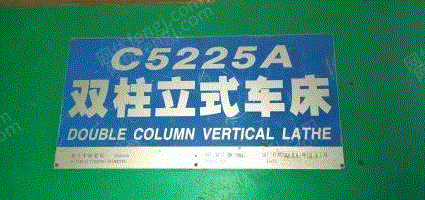 C5225A
双柱立式车床
DOUBLE COLUMN VERTICAL LATHE